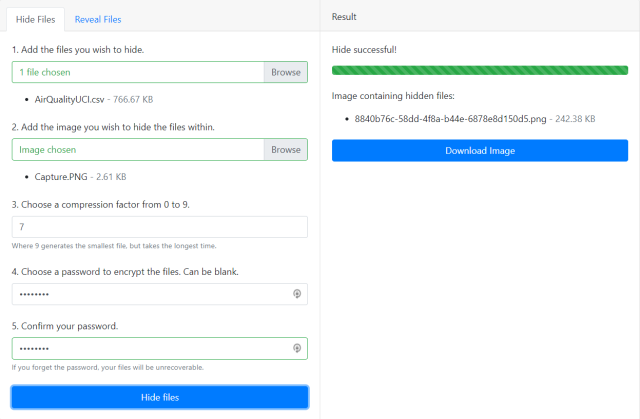 Hide Files
Reveal Files
1. Add the files you wish to hide.
1 file chosen
Browse
AirQualityUCI.csv - 766.67 KB
2. Add the image you wish to hide the files within.
Image chosen
Browse
Capture.PNG - 2.61 KB
3. Choose a compression factor from 0 to 9.
7
Where 9 generates the smallest file, but takes the longest time.
4. Choose a password to encrypt the files. Can be blank.
••••••••
5. Confirm your password.
••••••••
If you forget the password, your files will be unrecoverable.
Hide files
Result
Hide successful!
Image containing hidden files:
8840b76c-58dd-4f8a-b44e-6878e8d150d5.png - 242.38 KB
Download Image